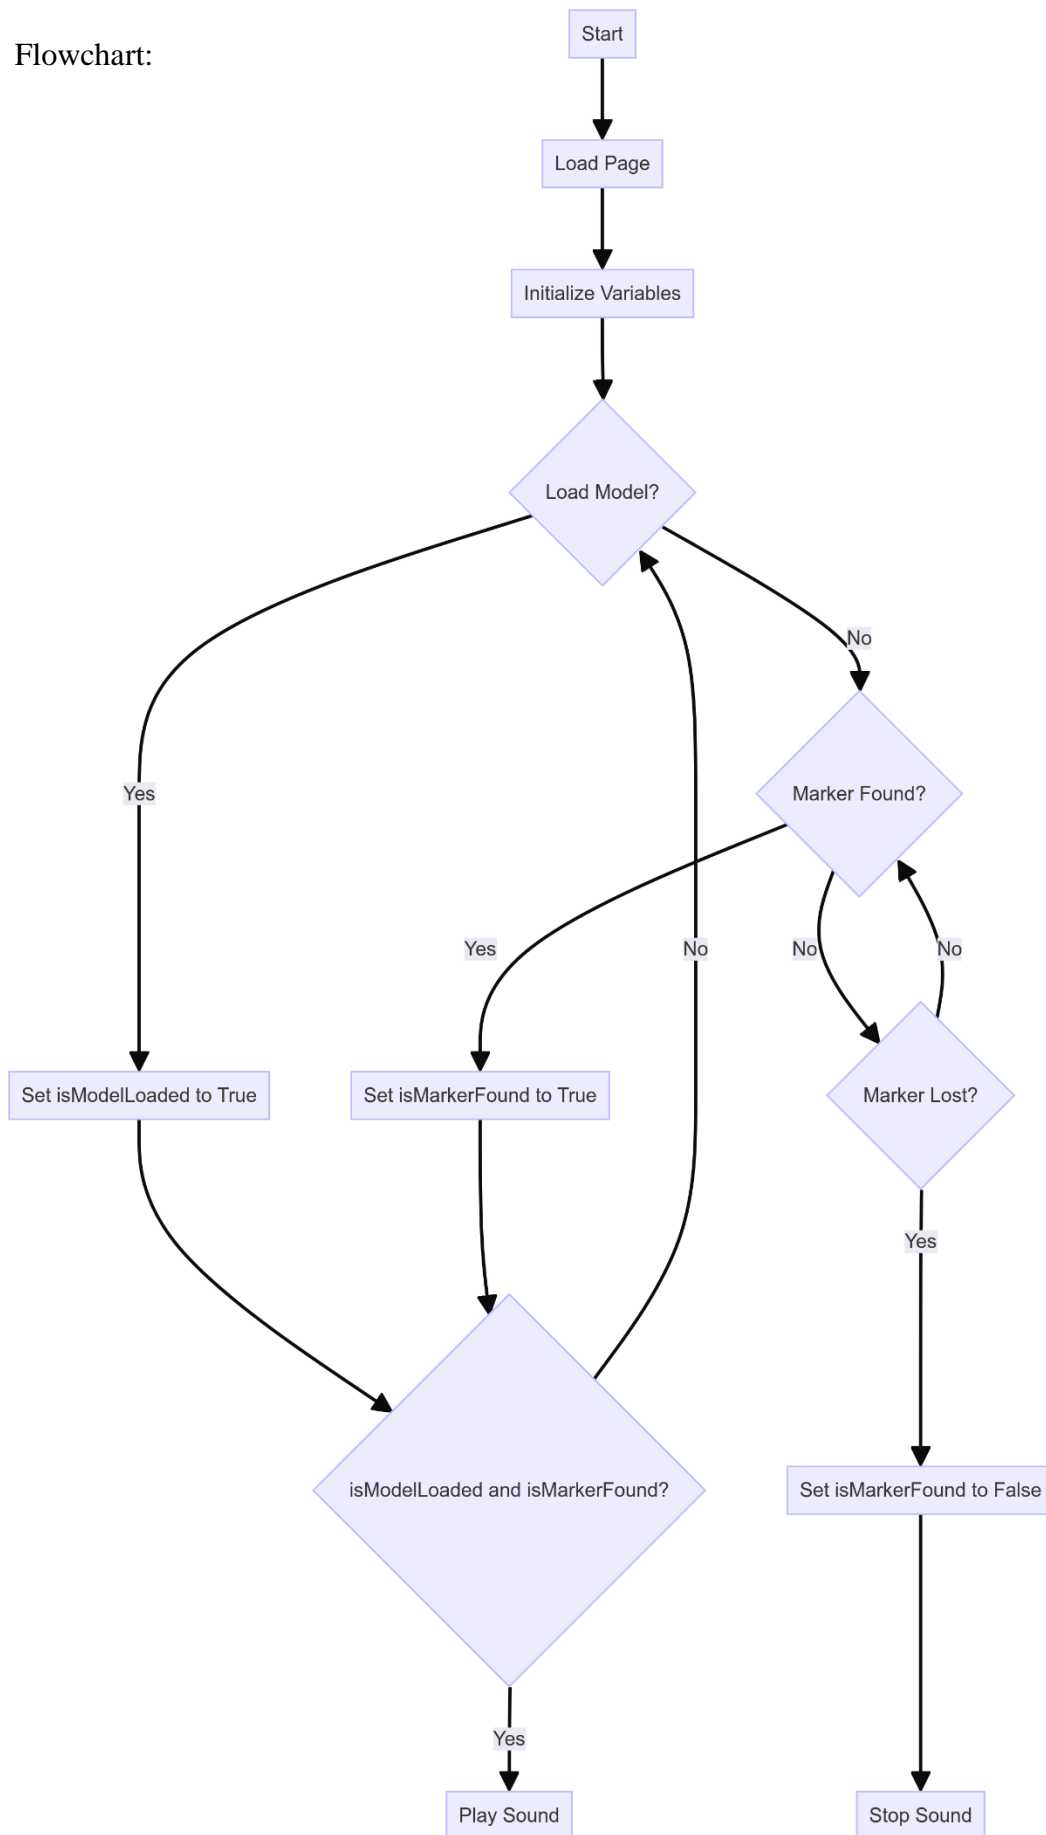 Start
Flowchart:
Load Page
Initialize Variables
Load Model?
No
Yes
Marker Found?
Yes
No
No
No
Set isModelLoaded to True
Set isMarkerFound to True
Marker Lost?
Yes
isModelLoaded and isMarkerFound?
Set isMarkerFound to False
Yes
Play Sound
Stop Sound